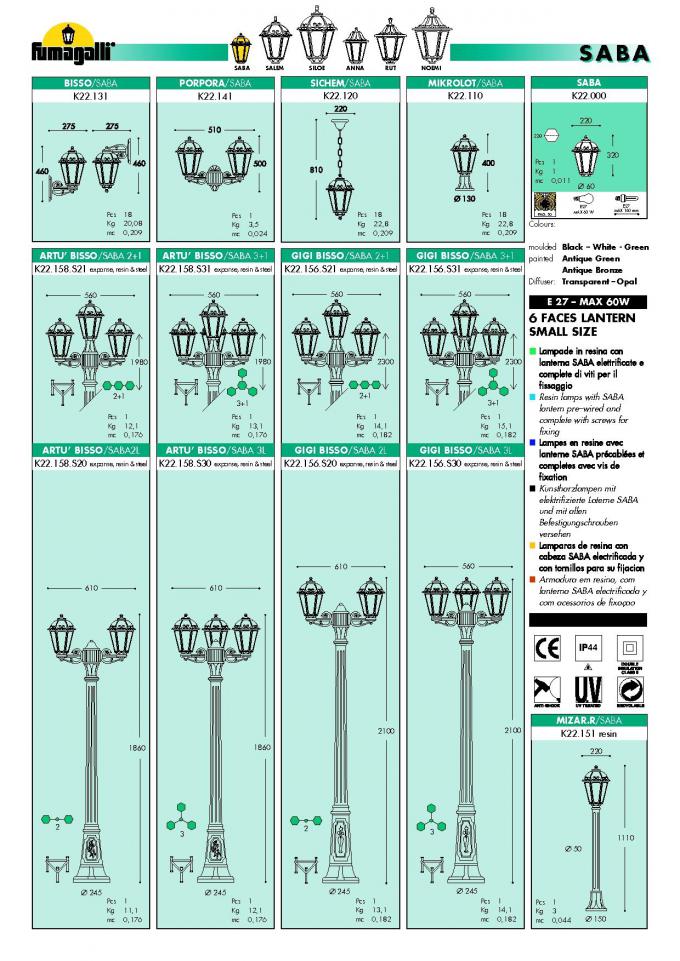 fumagalli®
SABA SALEM SILOE ANNA RUT NOEMI
SABA
BISSO/SABA
K22.131
275 275
460 460
Pcs 18
Kg 20,08
mc 0,209
PORPORA/SABA
K22.141
510
500
Pcs 1
Kg 3,5
mc 0,024
SICHEM/SABA
K22.120
220
810
Pcs 18
Kg 22,8
mc 0,209
MIKROLOT/SABA
K22.110
400
Ø 130
Pcs 18
Kg 22,8
mc 0,209
SABA
K22.000
220
220
320
Pcs 1
Kg 1
mc 0,011
Ø 60
E27
MAX 60 W
E27
MAX 150 mm
Colours:
moulded Black – White - Green
painted Antique Green
Antique Bronze
Diffuser: Transparent – Opal
E 27 – MAX 60W
6 FACES LANTERN
SMALL SIZE
Lampade in resina con
lanterna SABA elettrificate e
complete di viti per il
fissaggio
Resin lamps with SABA
lantern pre-wired and
complete with screws for
fixing
Lampes en resine avec
lanterne SABA précablées et
completes avec vis de
fixation
Kunstharzlampen mit
elektrifizierte Laterne SABA
und mit allen
Befestigungschrauben
versehen
Lamparas de resina con
cabeza SABA electrificada y
con tornillos para su fijacion
Armadura em resina, com
lanterna SABA electrificada y
com acessorios de fixaçao
CE IP44
DOUBLE
INSULATION
CLASS II
U.V.
ANTI-SHOCK UV TREATED RECYCLABLE
ARTU' BISSO/SABA 2+1
K22.158.S21 expanse, resin & steel
560
1980
2+1
Pcs 1
Kg 12,1
mc 0,176
ARTU' BISSO/SABA 3+1
K22.158.S31 expanse, resin & steel
560
1980
3+1
Pcs 1
Kg 13,1
mc 0,176
GIGI BISSO/SABA 2+1
K22.156.S21 expanse, resin & steel
560
2300
2+1
Pcs 1
Kg 14,1
mc 0,182
GIGI BISSO/SABA 3+1
K22.156.S31 expanse, resin & steel
560
2300
3+1
Pcs 1
Kg 15,1
mc 0,182
ARTU' BISSO/SABA2L
K22.158.S20 expanse, resin & steel
610
1860
2
Ø 245
Pcs 1
Kg 11,1
mc 0,176
ARTU' BISSO/SABA 3L
K22.158.S30 expanse, resin & steel
610
1860
3
Ø 245
Pcs 1
Kg 12,1
mc 0,176
GIGI BISSO/SABA 2L
K22.156.S20 expanse, resin & steel
610
2100
2
Ø 245
Pcs 1
Kg 13,1
mc 0,182
GIGI BISSO/SABA 3L
K22.156.S30 expanse, resin & steel
560
2100
3
Ø 245
Pcs 1
Kg 14,1
mc 0,182
MIZAR.R/SABA
K22.151 resin
220
1110
Ø 50
Pcs 1
Kg 3
mc 0,044
Ø 150